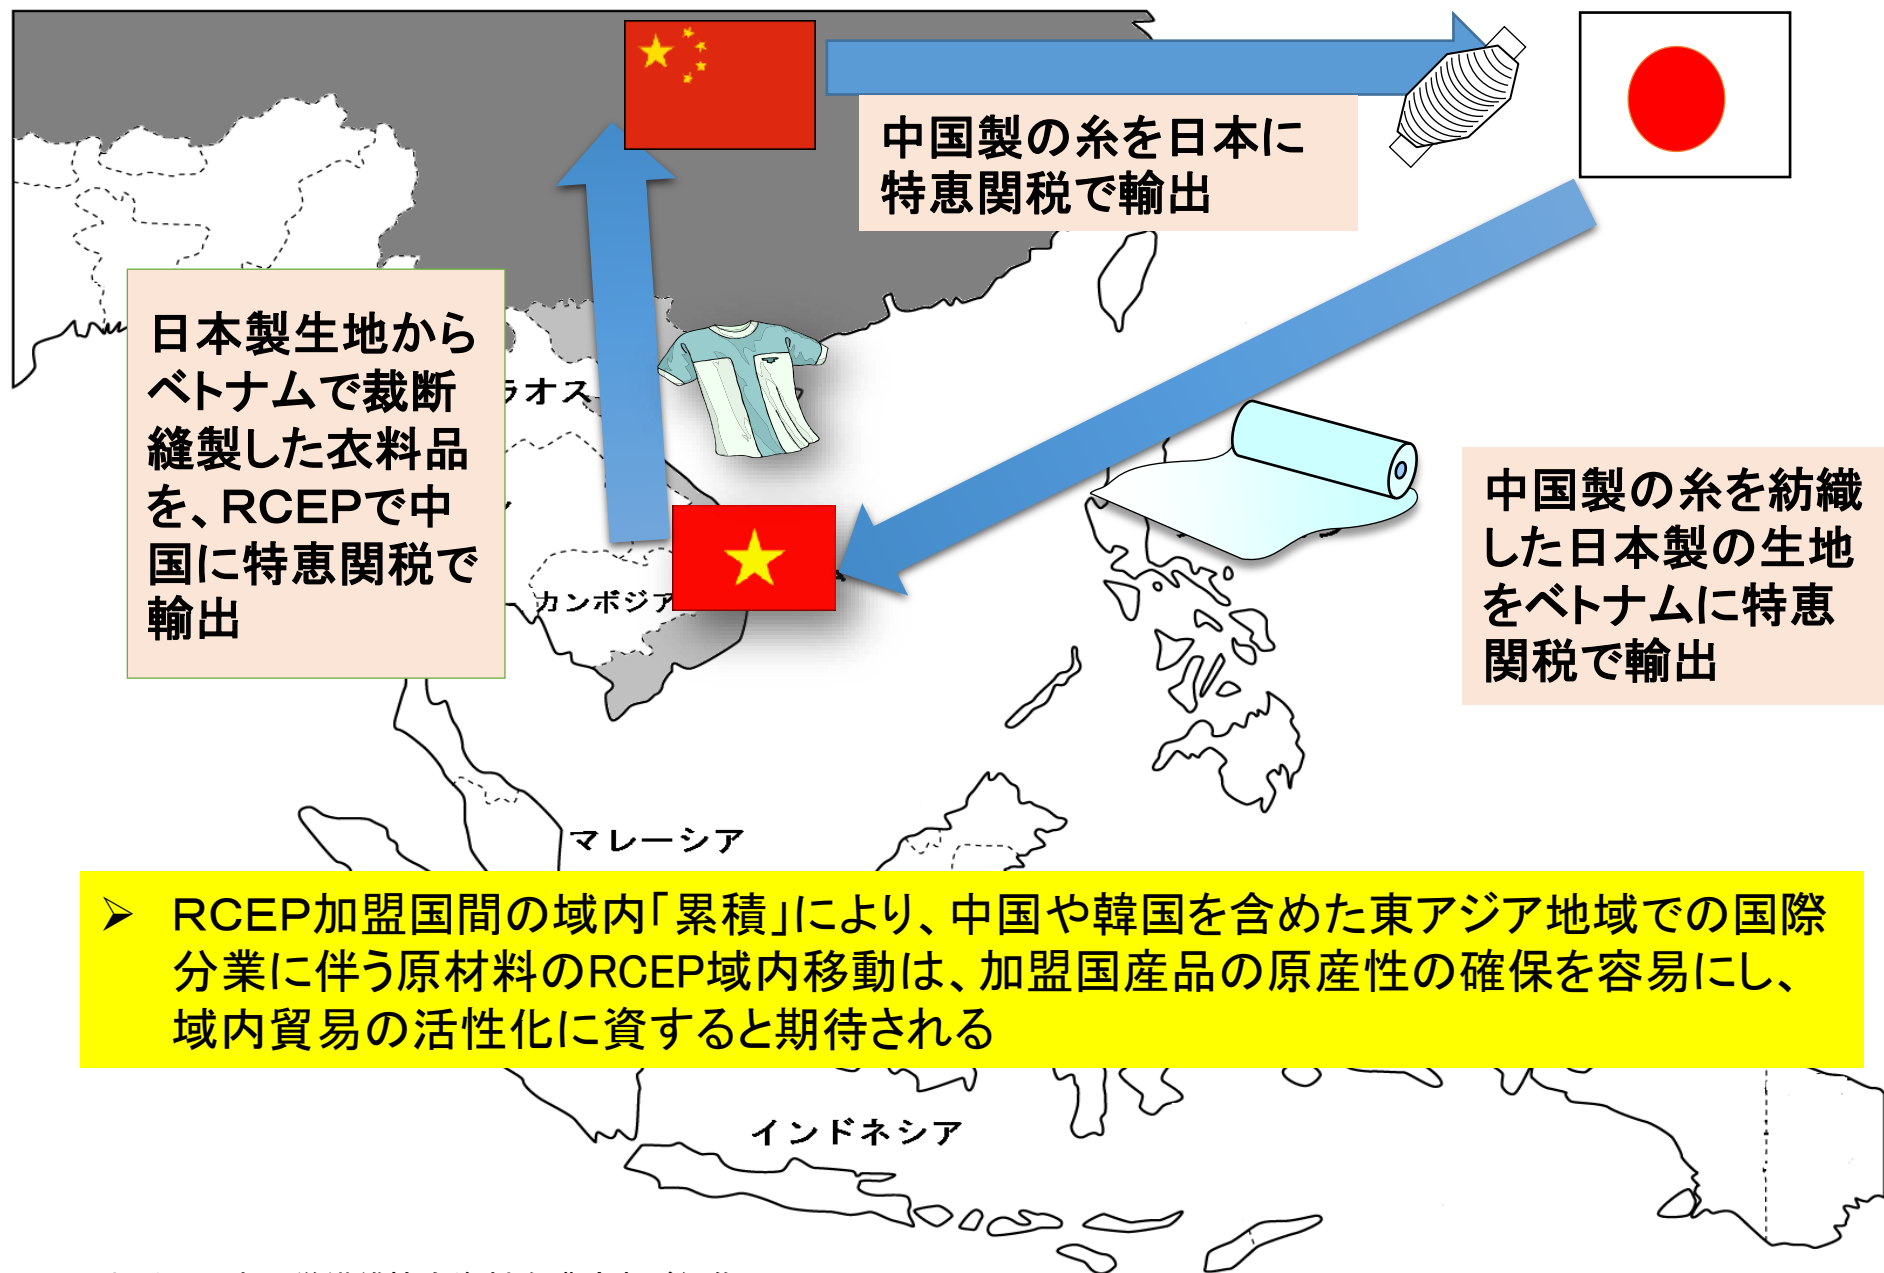 中国製の糸を日本に
特恵関税で輸出
日本製生地から
ベトナムで裁断
縫製した衣料品
を、RCEPで中
国に特恵関税で
輸出
ラオス
カンボジア
中国製の糸を紡織
した日本製の生地
をベトナムに特恵
関税で輸出
マレーシア
➢ RCEP加盟国間の域内「累積」により、中国や韓国を含めた東アジア地域での国際
分業に伴う原材料のRCEP域内移動は、加盟国産品の原産性の確保を容易にし、
域内貿易の活性化に資すると期待される
インドネシア